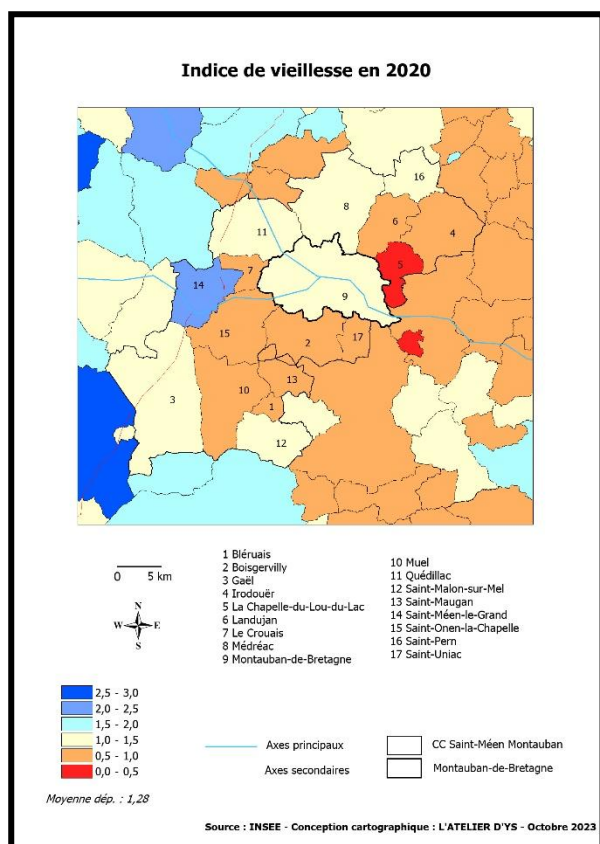 Indice de vieillesse en 2020
16
8
6
4
11
5
7
14
9
2
17
15
13
10
1
3
12
0 5 km
N
W E
S
1 Bléruais
2 Boisgervilly
3 Gaël
4 Irodouër
5 La Chapelle-du-Lou-du-Lac
6 Landujan
7 Le Crouais
8 Médréac
9 Montauban-de-Bretagne
10 Muel
11 Quédillac
12 Saint-Malon-sur-Mel
13 Saint-Maugan
14 Saint-Méen-le-Grand
15 Saint-Onen-la-Chapelle
16 Saint-Pern
17 Saint-Uniac
2,5 - 3,0
2,0 - 2,5
1,5 - 2,0
1,0 - 1,5
0,5 - 1,0
0,0 - 0,5
Axes principaux
Axes secondaires
CC Saint-Méen Montauban
Montauban-de-Bretagne
Moyenne dép. : 1,28
Source : INSEE - Conception cartographique : L'ATELIER D'YS - Octobre 2023